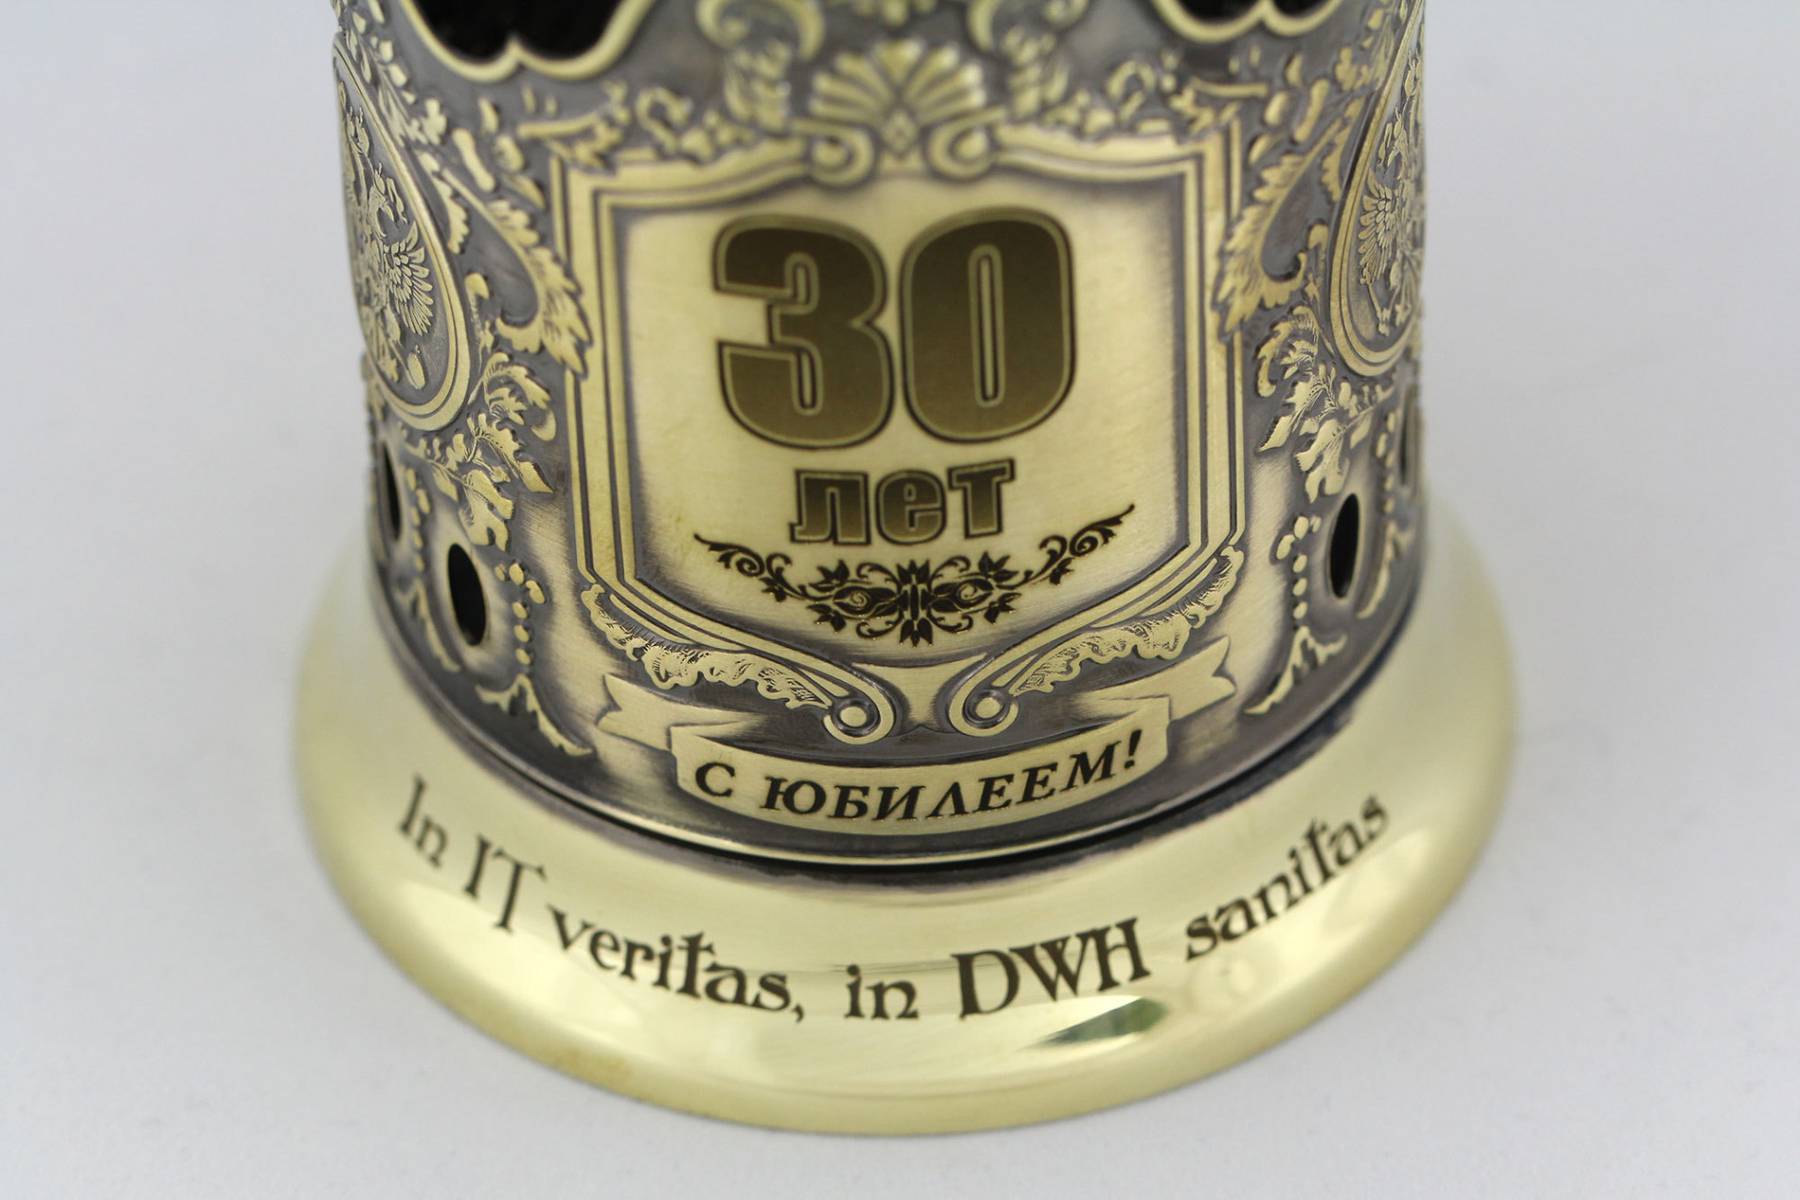 30
лет
С ЮБИЛЕЕМ!
In IT veritas, in DWH sanitas